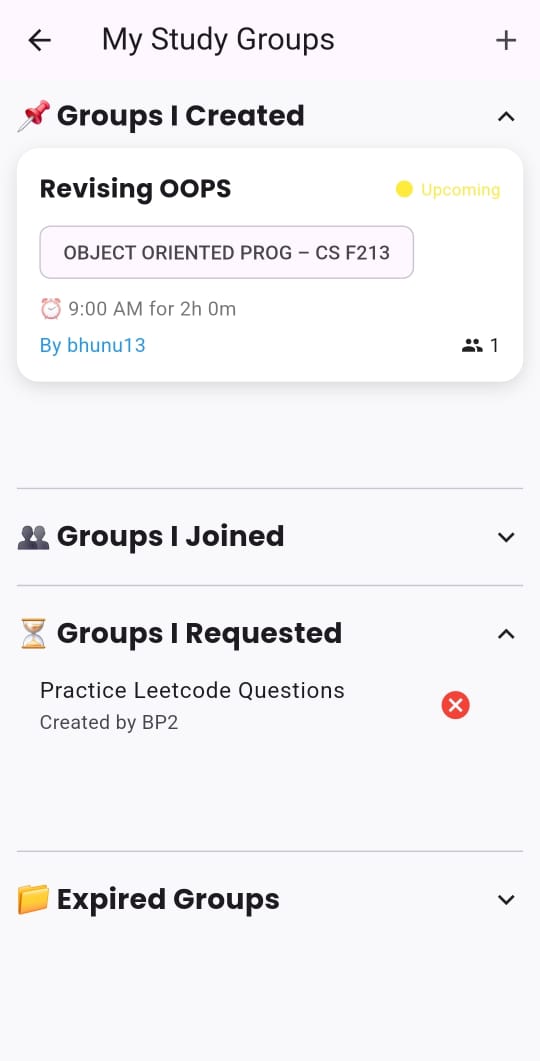 My Study Groups
📌 Groups I Created
Revising OOPS
Upcoming
OBJECT ORIENTED PROG – CS F213
⏰ 9:00 AM for 2h 0m
By bhunu13
1
👥 Groups I Joined
⏳ Groups I Requested
Practice Leetcode Questions
Created by BP2
📁 Expired Groups